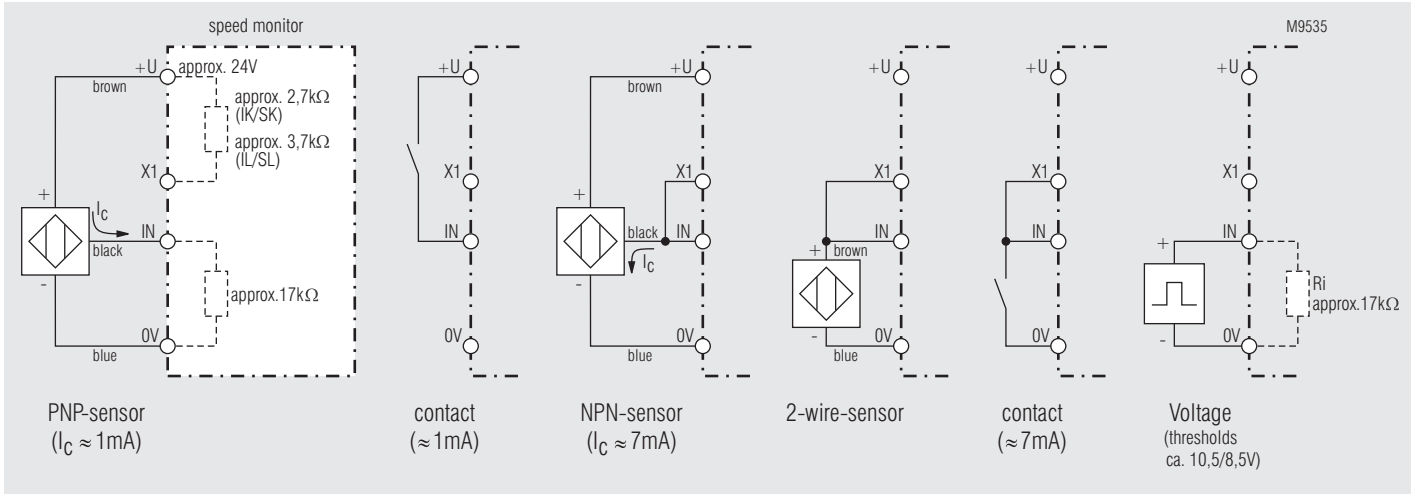 speed monitor
M9535
+U
approx. 24V
brown
approx. 2,7kΩ
(IK/SK)
approx. 3,7kΩ
(IL/SL)
X1
+
IC
IN
black
-
approx.17kΩ
0V
blue
PNP-sensor
(IC ≈ 1mA)
+U
X1
IN
0V
contact
(≈ 1mA)
+U
brown
X1
+
black
IN
IC
-
0V
blue
NPN-sensor
(IC ≈ 7mA)
+U
X1
IN
+
brown
-
0V
blue
2-wire-sensor
+U
X1
IN
0V
contact
(≈7mA)
+U
X1
IN
+
Ri
approx.17kΩ
-
0V
Voltage
(thresholds
ca. 10,5/8,5V)